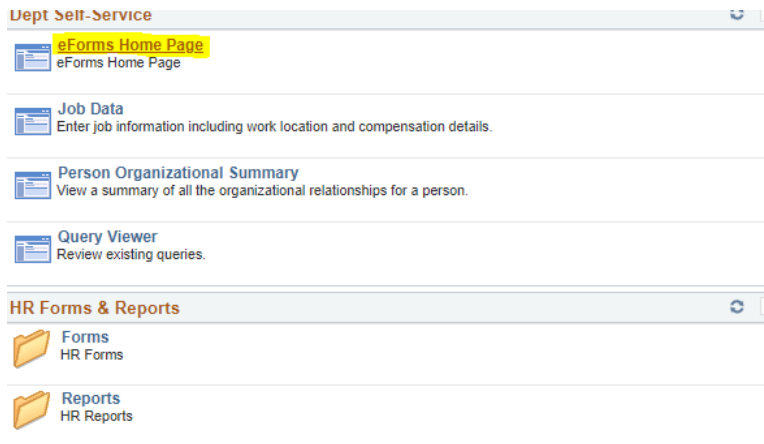 Dept Self-Service
eForms Home Page
eForms Home Page
Job Data
Enter job information including work location and compensation details.
Person Organizational Summary
View a summary of all the organizational relationships for a person.
Query Viewer
Review existing queries.
HR Forms & Reports
Forms
HR Forms
Reports
HR Reports